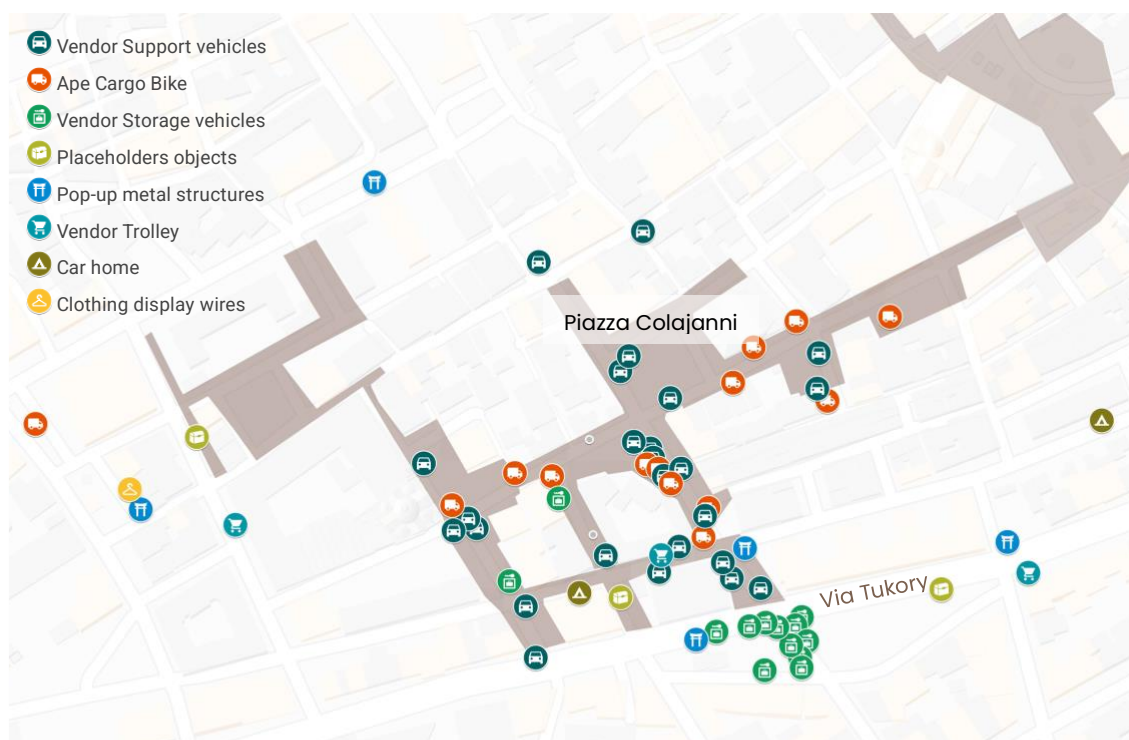 Vendor Support vehicles
Ape Cargo Bike
Vendor Storage vehicles
Placeholders objects
Pop-up metal structures
Vendor Trolley
Car home
Clothing display wires
Piazza Colajanni
Via Tukory